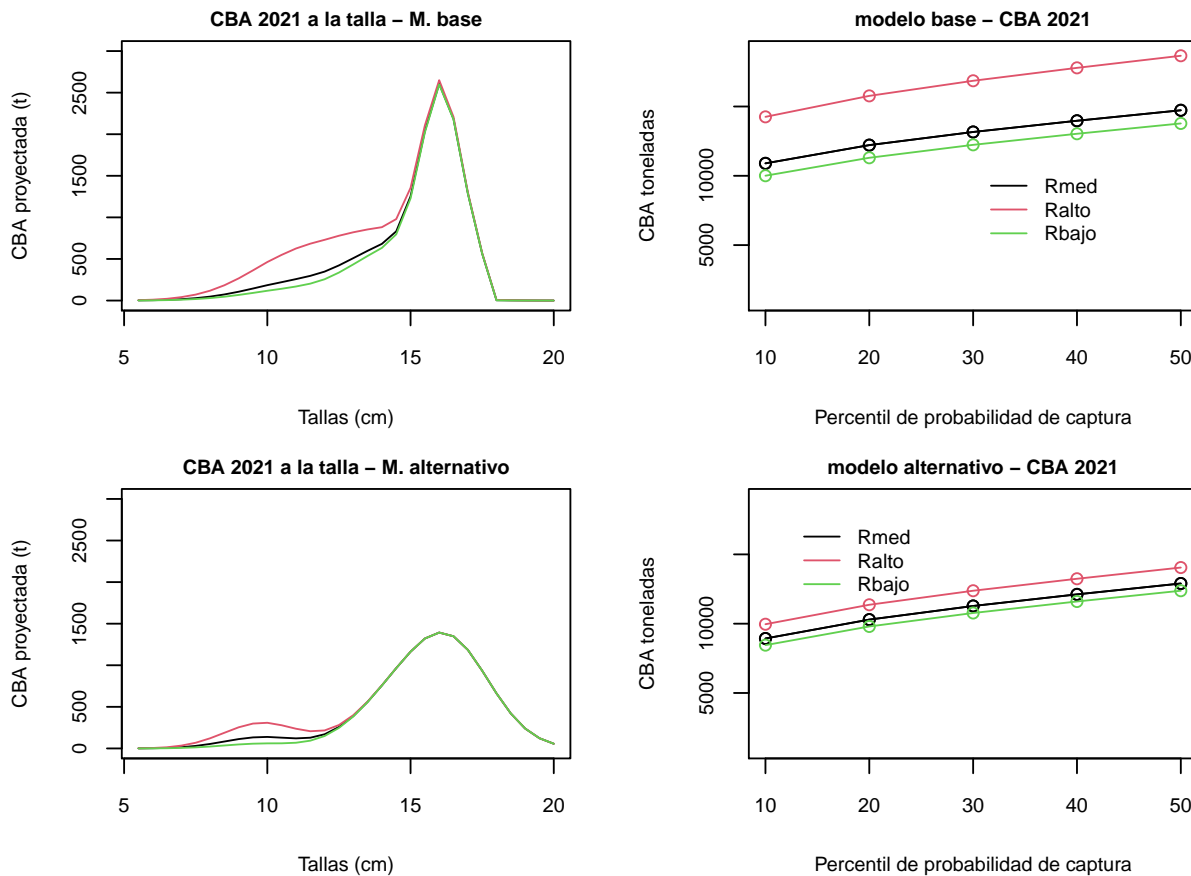 CBA 2021 a la talla – M. base
CBA proyectada (t)
2500
1500
500
0
5
10
15
20
Tallas (cm)
modelo base – CBA 2021
CBA toneladas
10000
5000
Rmed
Ralto
Rbajo
10
20
30
40
50
Percentil de probabilidad de captura
CBA 2021 a la talla – M. alternativo
CBA proyectada (t)
2500
1500
500
0
5
10
15
20
Tallas (cm)
modelo alternativo – CBA 2021
CBA toneladas
10000
5000
Rmed
Ralto
Rbajo
10
20
30
40
50
Percentil de probabilidad de captura